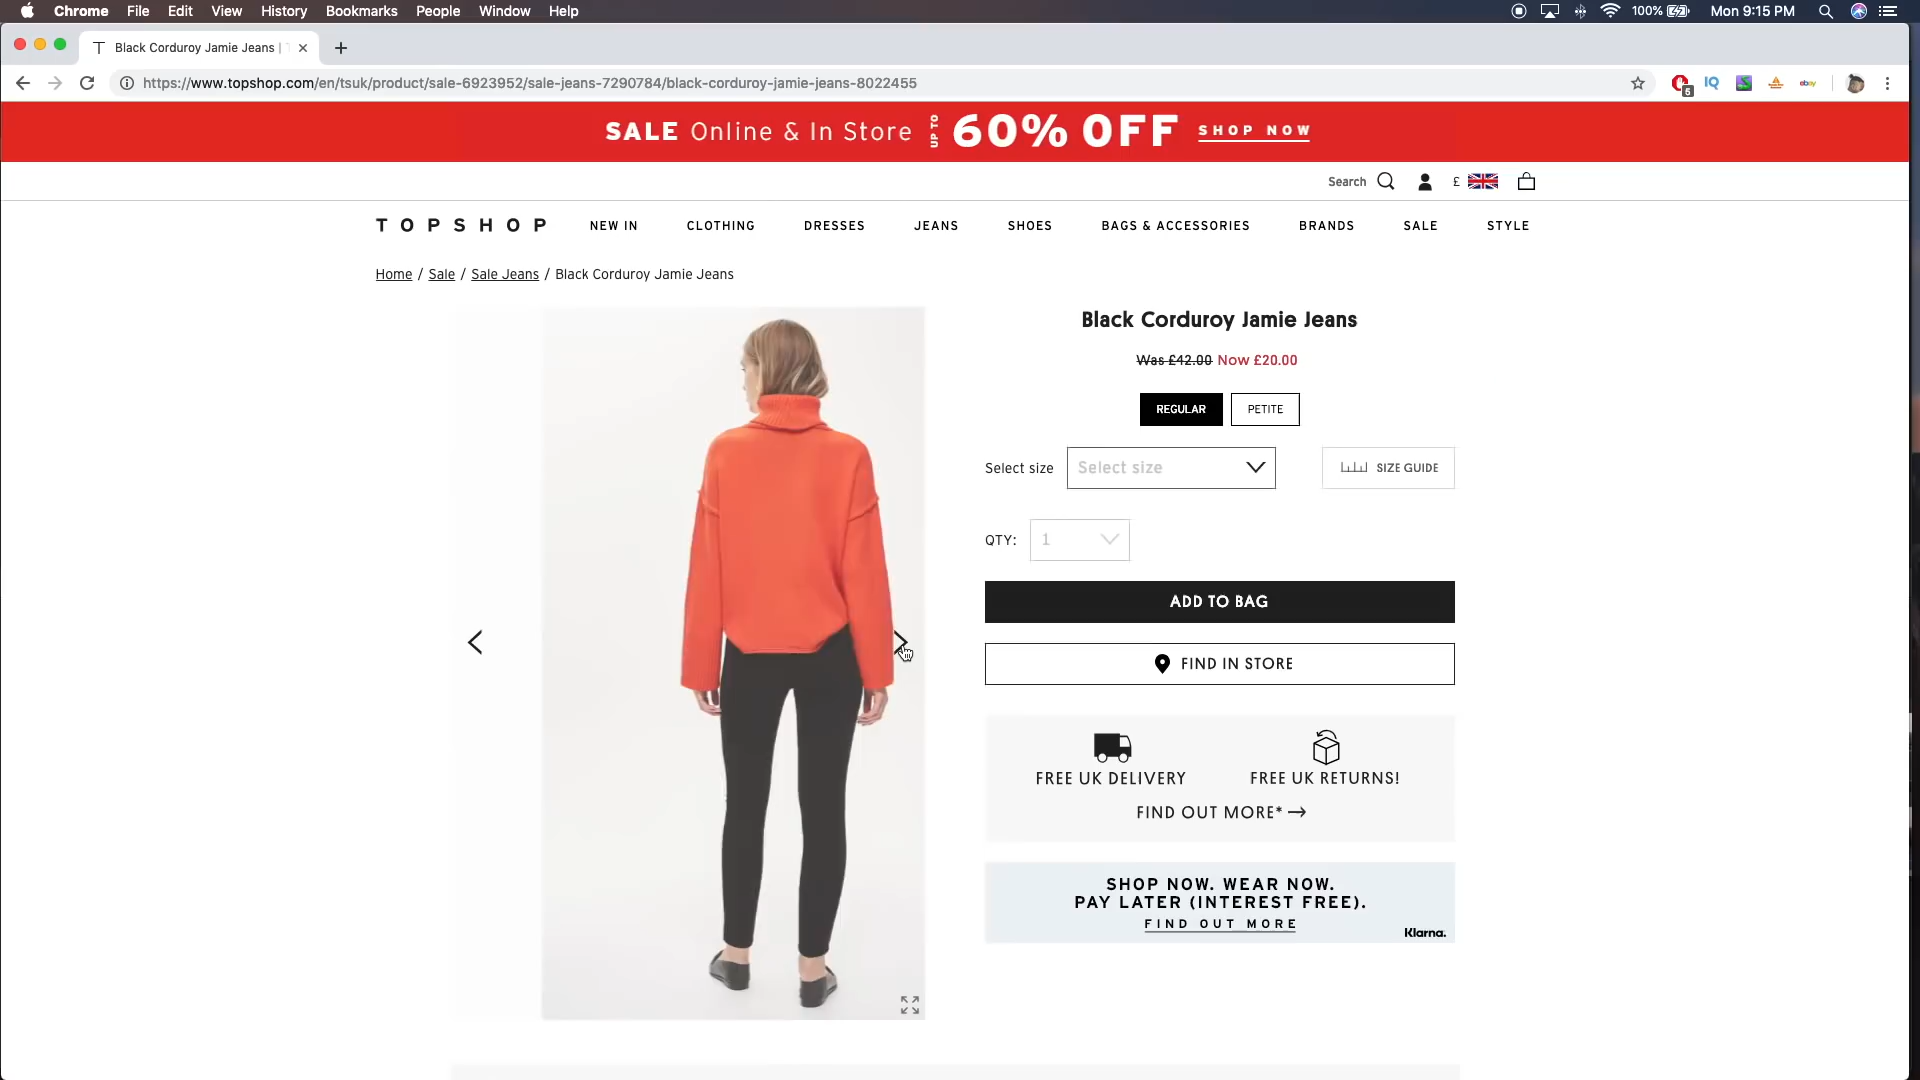 Chrome File Edit View History Bookmarks People Window Help
100% Mon 9:15 PM
Black Corduroy Jamie Jeans |
https://www.topshop.com/en/tsuk/product/sale-6923952/sale-jeans-7290784/black-corduroy-jamie-jeans-8022455
6 IQ ebay
SALE Online & In Store UP TO 60% OFF SHOP NOW
Search £
TOPSHOP NEW IN CLOTHING DRESSES JEANS SHOES BAGS & ACCESSORIES BRANDS SALE STYLE
Home / Sale / Sale Jeans / Black Corduroy Jamie Jeans
Black Corduroy Jamie Jeans
Was £42.00 Now £20.00
REGULAR PETITE
Select size Select size SIZE GUIDE
QTY: 1
ADD TO BAG
FIND IN STORE
FREE UK DELIVERY FREE UK RETURNS!
FIND OUT MORE* →
SHOP NOW. WEAR NOW.
PAY LATER (INTEREST FREE).
FIND OUT MORE
Klarna.